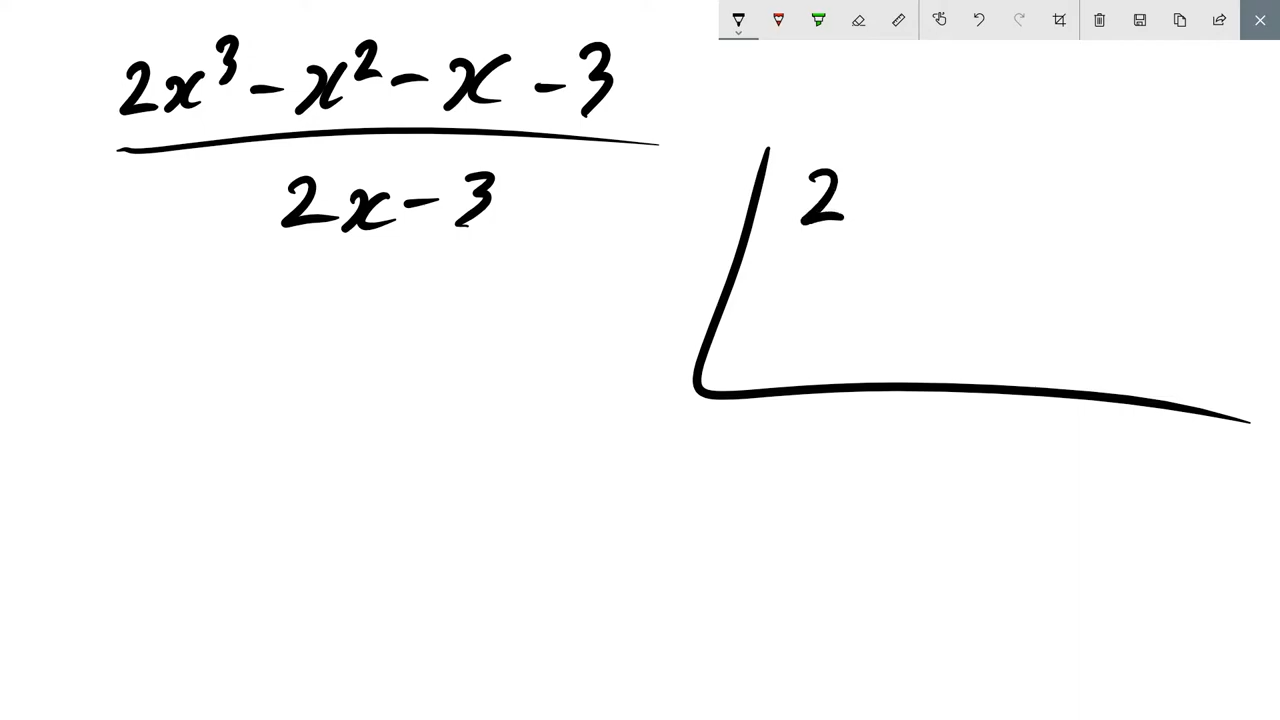 2x³ - x² - x - 3
2x - 3
2